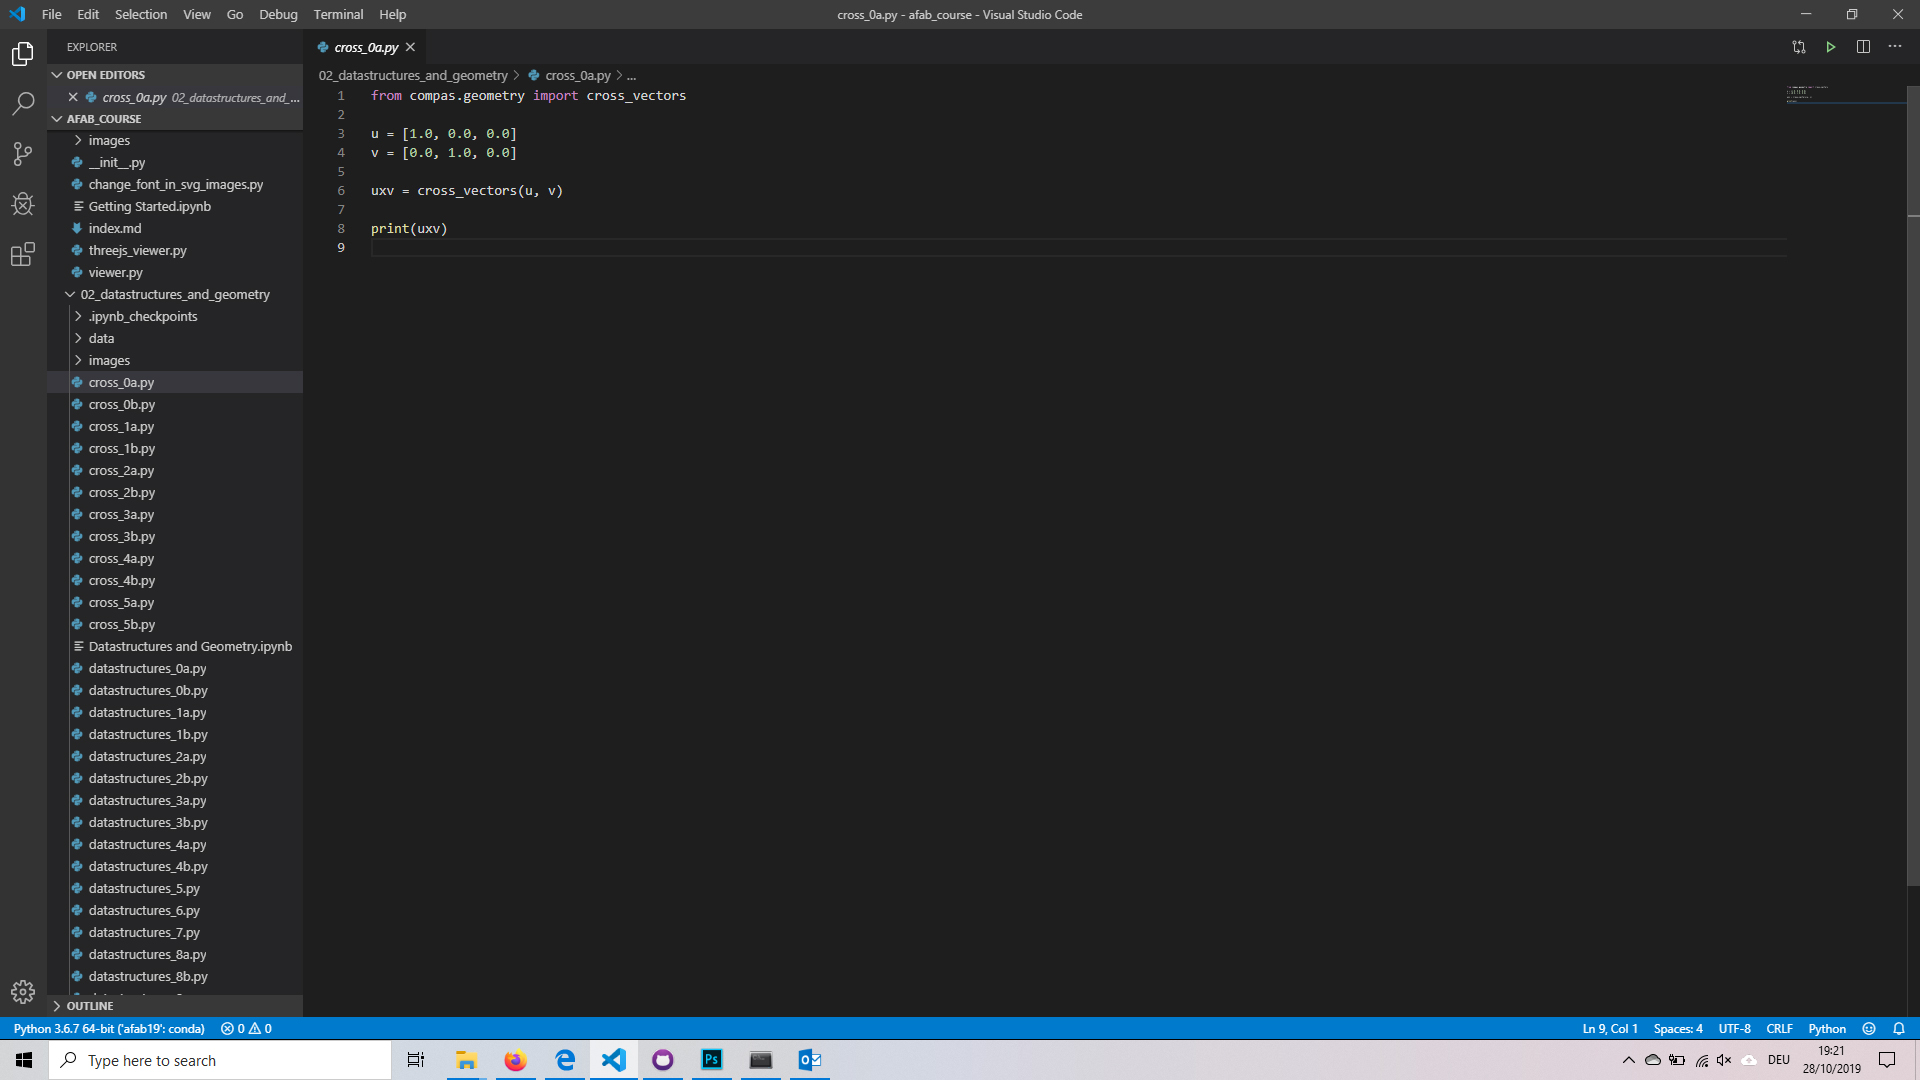 File Edit Selection View Go Debug Terminal Help
cross_0a.py - afab_course - Visual Studio Code
EXPLORER
OPEN EDITORS
cross_0a.py 02_datastructures_and_...
AFAB_COURSE
images
__init__.py
change_font_in_svg_images.py
Getting Started.ipynb
index.md
threejs_viewer.py
viewer.py
02_datastructures_and_geometry
.ipynb_checkpoints
data
images
cross_0a.py
cross_0b.py
cross_1a.py
cross_1b.py
cross_2a.py
cross_2b.py
cross_3a.py
cross_3b.py
cross_4a.py
cross_4b.py
cross_5a.py
cross_5b.py
Datastructures and Geometry.ipynb
datastructures_0a.py
datastructures_0b.py
datastructures_1a.py
datastructures_1b.py
datastructures_2a.py
datastructures_2b.py
datastructures_3a.py
datastructures_3b.py
datastructures_4a.py
datastructures_4b.py
datastructures_5.py
datastructures_6.py
datastructures_7.py
datastructures_8a.py
datastructures_8b.py
OUTLINE
cross_0a.py
02_datastructures_and_geometry > cross_0a.py > ...
1 from compas.geometry import cross_vectors
2
3 u = [1.0, 0.0, 0.0]
4 v = [0.0, 1.0, 0.0]
5
6 uxv = cross_vectors(u, v)
7
8 print(uxv)
9
Python 3.6.7 64-bit ('afab19': conda) 0 0
Ln 9, Col 1 Spaces: 4 UTF-8 CRLF Python
Type here to search
Ps
DEU
19:21
28/10/2019